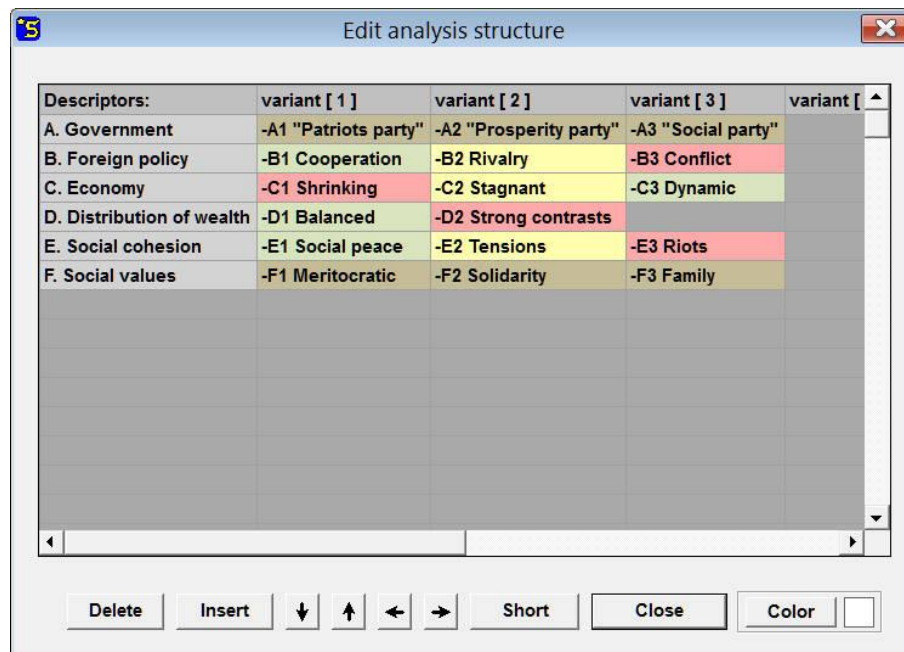 S
Edit analysis structure
Descriptors: variant [ 1 ] variant [ 2 ] variant [ 3 ] variant [
A. Government -A1 "Patriots party" -A2 "Prosperity party" -A3 "Social party"
B. Foreign policy -B1 Cooperation -B2 Rivalry -B3 Conflict
C. Economy -C1 Shrinking -C2 Stagnant -C3 Dynamic
D. Distribution of wealth -D1 Balanced -D2 Strong contrasts
E. Social cohesion -E1 Social peace -E2 Tensions -E3 Riots
F. Social values -F1 Meritocratic -F2 Solidarity -F3 Family
Delete Insert Short Close Color